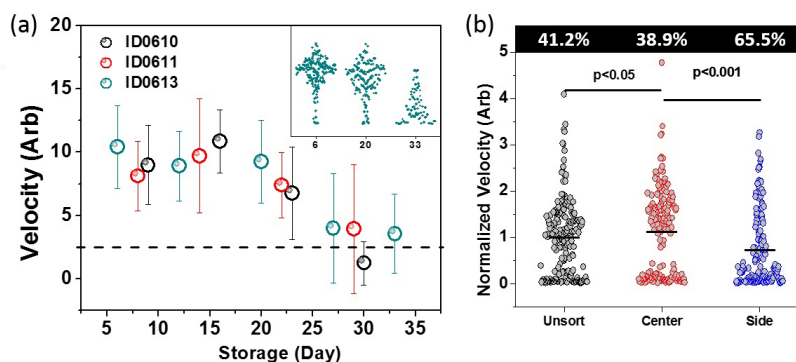 (a)
20
15
10
5
0
Velocity (Arb)
ID0610
ID0611
ID0613
6 20 33
5 10 15 20 25 30 35
Storage (Day)
(b)
41.2% 38.9% 65.5%
p<0.05 p<0.001
5
4
3
2
1
0
Normalized Velocity (Arb)
Unsort Center Side